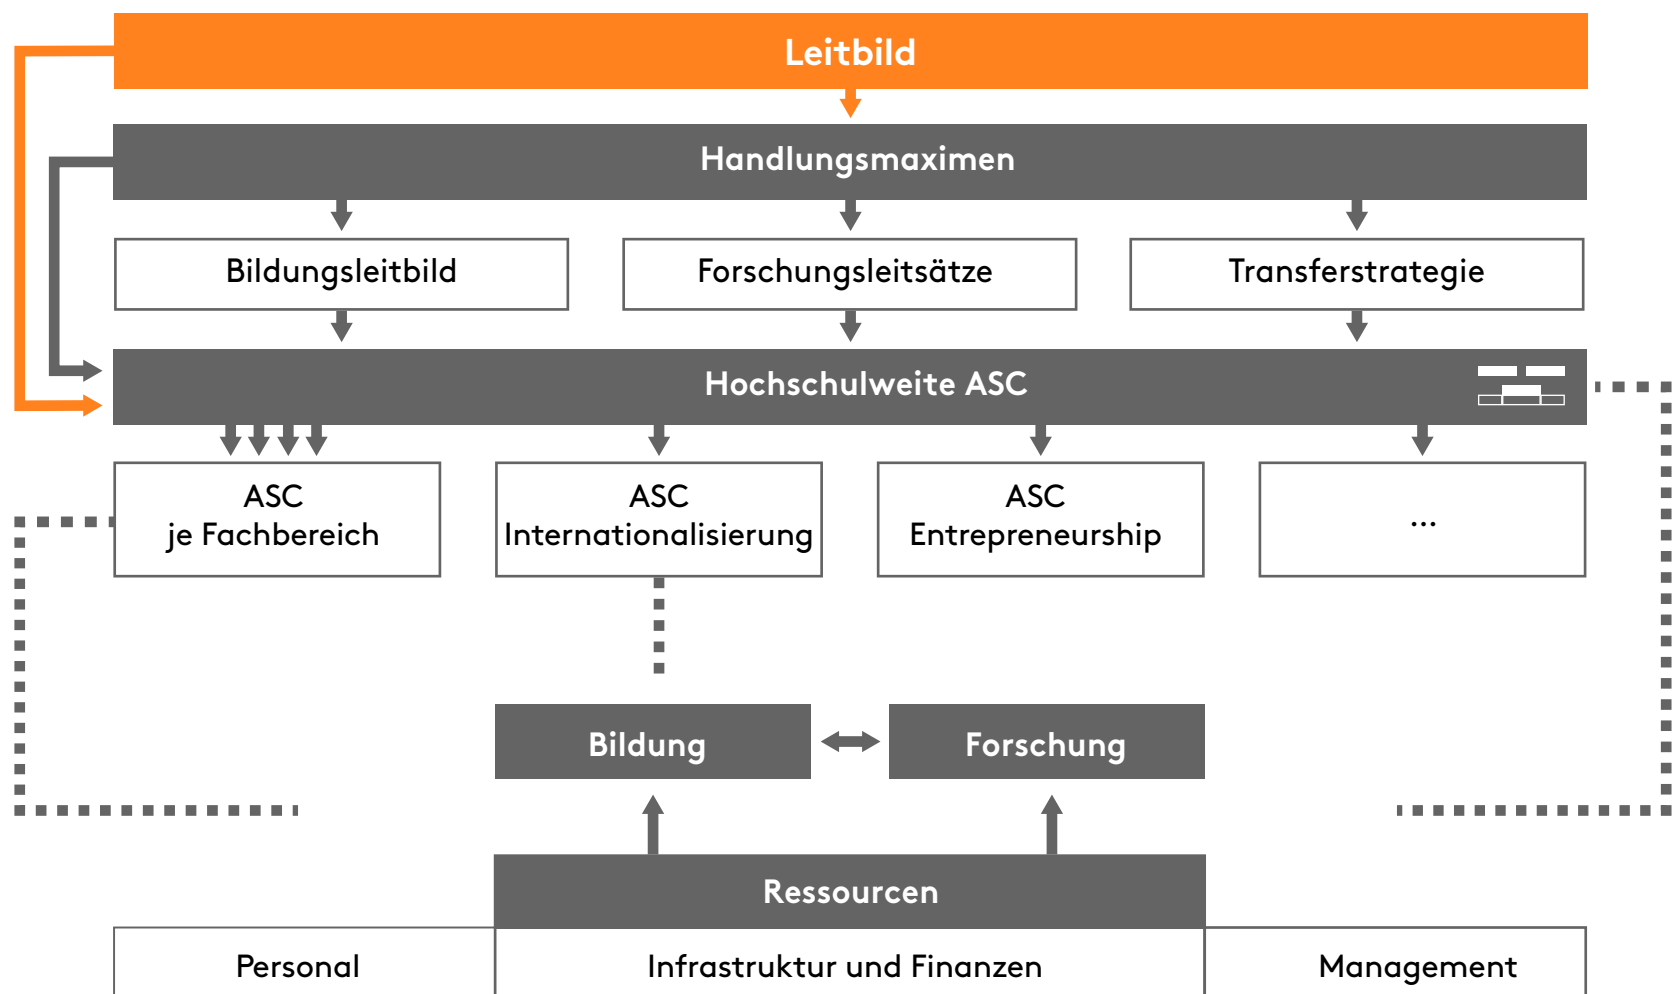 Leitbild
Handlungsmaximen
Bildungsleitbild
Forschungsleitsätze
Transferstrategie
Hochschulweite ASC
ASC
je Fachbereich
ASC
Internationalisierung
ASC
Entrepreneurship
...
Bildung
Forschung
Ressourcen
Personal
Infrastruktur und Finanzen
Management